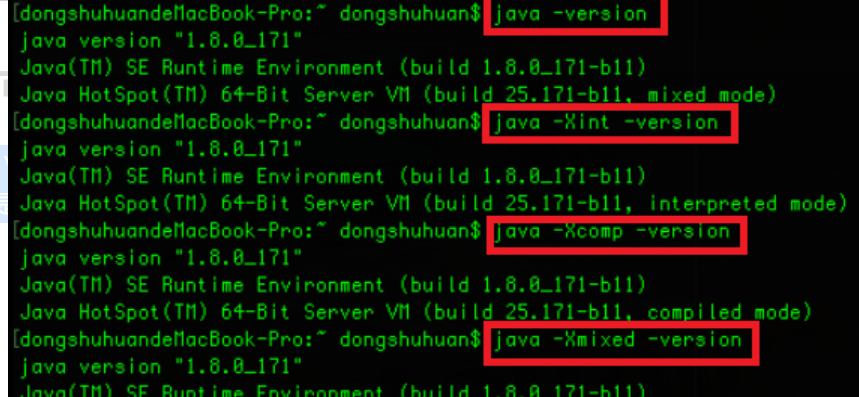 [dongshuhuandeMacBook-Pro:~ dongshuhuan$ java -version
java version "1.8.0_171"
Java(TM) SE Runtime Environment (build 1.8.0_171-b11)
Java HotSpot(TM) 64-Bit Server VM (build 25.171-b11, mixed mode)
[dongshuhuandeMacBook-Pro:~ dongshuhuan$ java -Xint -version
java version "1.8.0_171"
Java(TM) SE Runtime Environment (build 1.8.0_171-b11)
Java HotSpot(TM) 64-Bit Server VM (build 25.171-b11, interpreted mode)
[dongshuhuandeMacBook-Pro:~ dongshuhuan$ java -Xcomp -version
java version "1.8.0_171"
Java(TM) SE Runtime Environment (build 1.8.0_171-b11)
Java HotSpot(TM) 64-Bit Server VM (build 25.171-b11, compiled mode)
[dongshuhuandeMacBook-Pro:~ dongshuhuan$ java -Xmixed -version
java version "1.8.0_171"
Java(TM) SE Runtime Environment (build 1.8.0_171-b11)